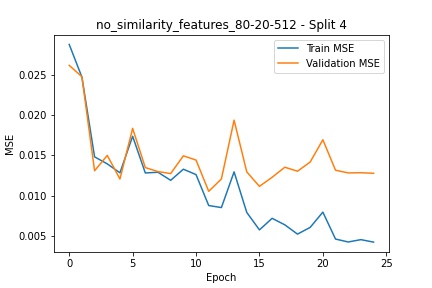 no_similarity_features_80-20-512 - Split 4
Train MSE
Validation MSE
0.025
0.020
0.015
0.010
0.005
MSE
0 5 10 15 20 25
Epoch